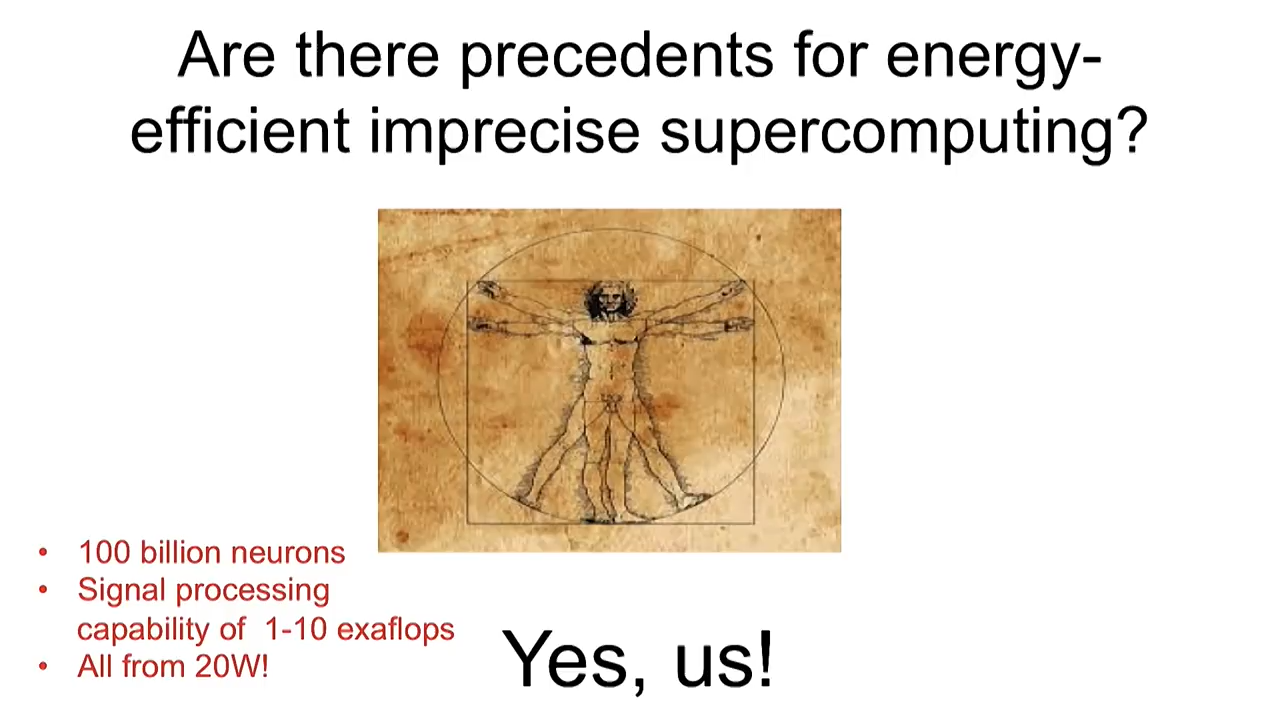 Are there precedents for energy-
efficient imprecise supercomputing?
• 100 billion neurons
• Signal processing
capability of  1-10 exaflops
• All from 20W!
Yes, us!